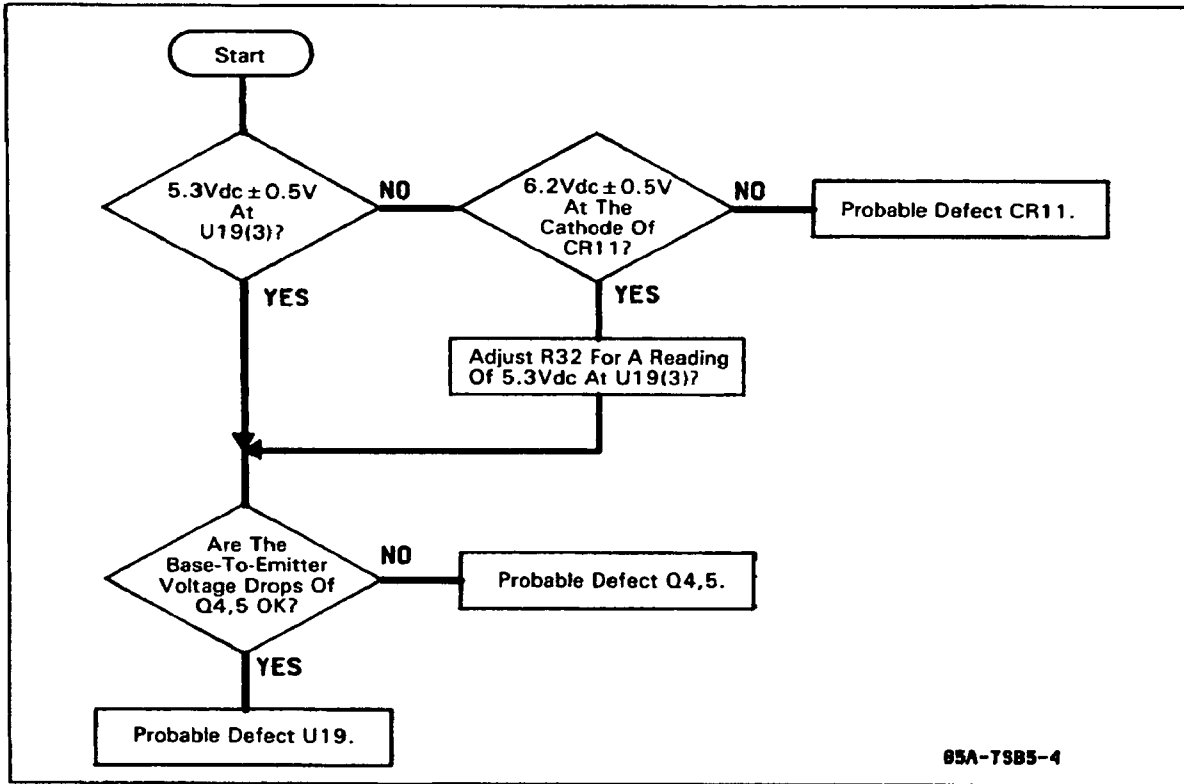 Start
5.3Vdc ± 0.5V
At
U19(3)?
NO
6.2Vdc ± 0.5V
At The
Cathode Of
CR11?
NO
Probable Defect CR11.
YES
YES
Adjust R32 For A Reading
Of 5.3Vdc At U19(3)?
Are The
Base-To-Emitter
Voltage Drops Of
Q4,5 OK?
NO
Probable Defect Q4,5.
YES
Probable Defect U19.
85A-TSB5-4